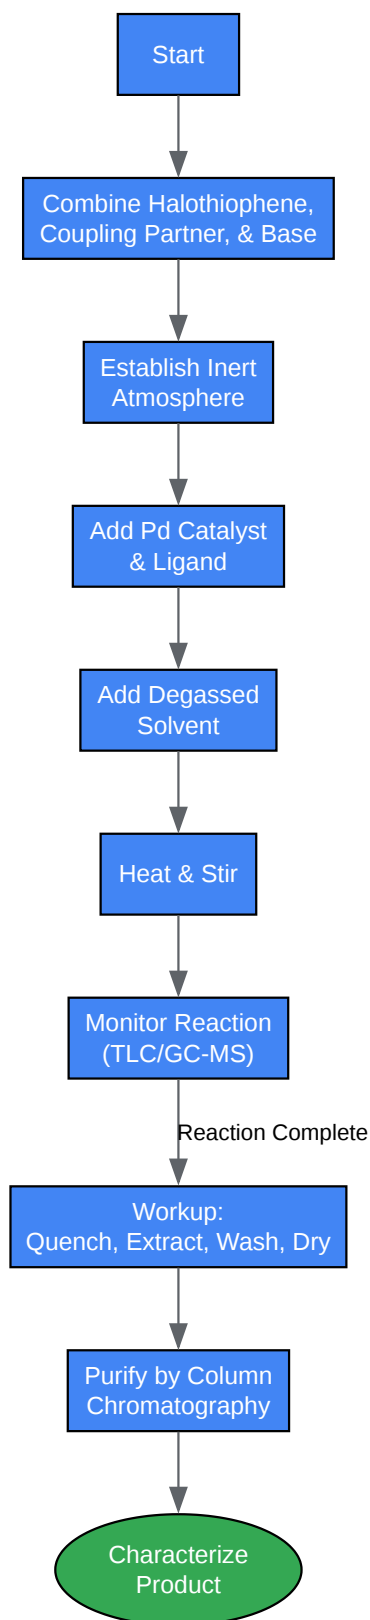 Start
Combine Halothiophene,
Coupling Partner, & Base
Establish Inert
Atmosphere
Add Pd Catalyst
& Ligand
Add Degassed
Solvent
Heat & Stir
Monitor Reaction
(TLC/GC-MS)
Reaction Complete
Workup:
Quench, Extract, Wash, Dry
Purify by Column
Chromatography
Characterize
Product